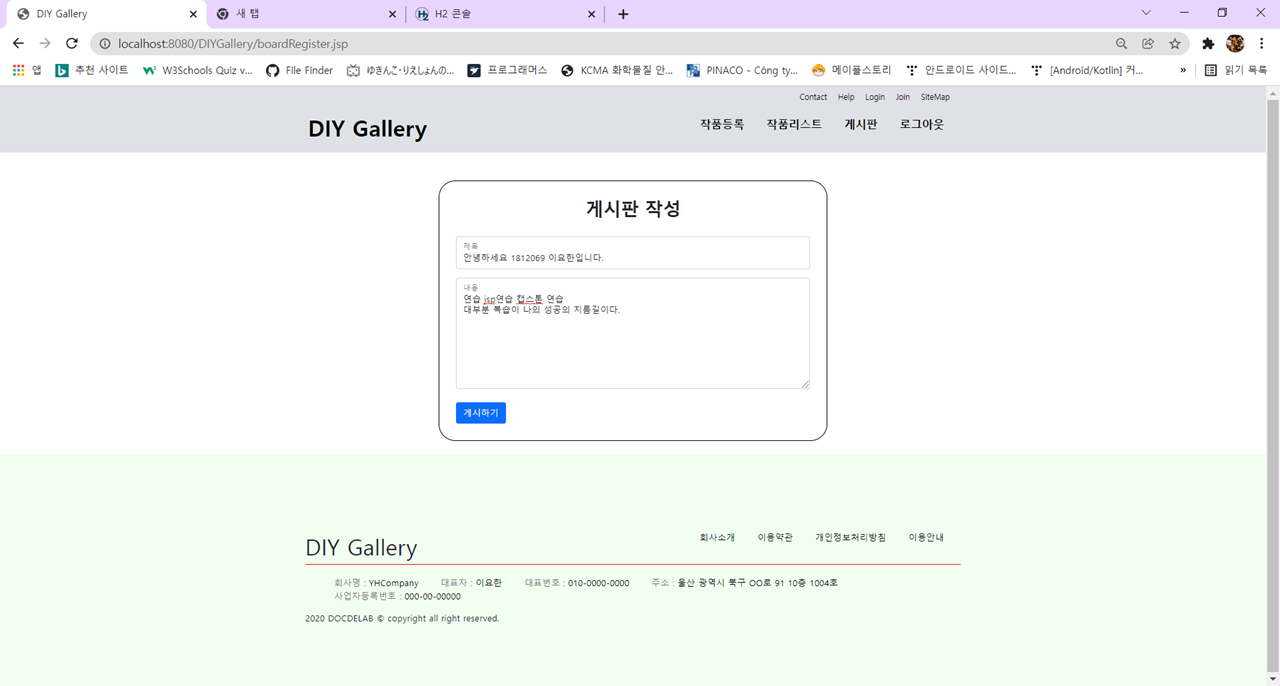 DIY Gallery
새 탭
H2 콘솔
localhost:8080/DIYGallery/boardRegister.jsp
앱
추천 사이트
W3Schools Quiz v...
File Finder
ゆきんこ・りえしょんの...
프로그래머스
KCMA 화학물질 안...
PINACO - Công ty...
메이플스토리
안드로이드 사이드...
[Android/Kotlin] 커...
»
읽기 목록
Contact Help Login Join SiteMap
DIY Gallery
작품등록 작품리스트 게시판 로그아웃
게시판 작성
제목
안녕하세요 1812069 이요한입니다.
내용
연습 jsp연습 캡스톤 연습
대부분 복습이 나의 성공의 지름길이다.
게시하기
DIY Gallery
회사소개 이용약관 개인정보처리방침 이용안내
회사명 : YHCompany 대표자 : 이요한 대표번호 : 010-0000-0000 주소 : 울산 광역시 북구 OO로 91 10층 1004호
사업자등록번호 : 000-00-00000
2020 DOCDELAB © copyright all right reserved.